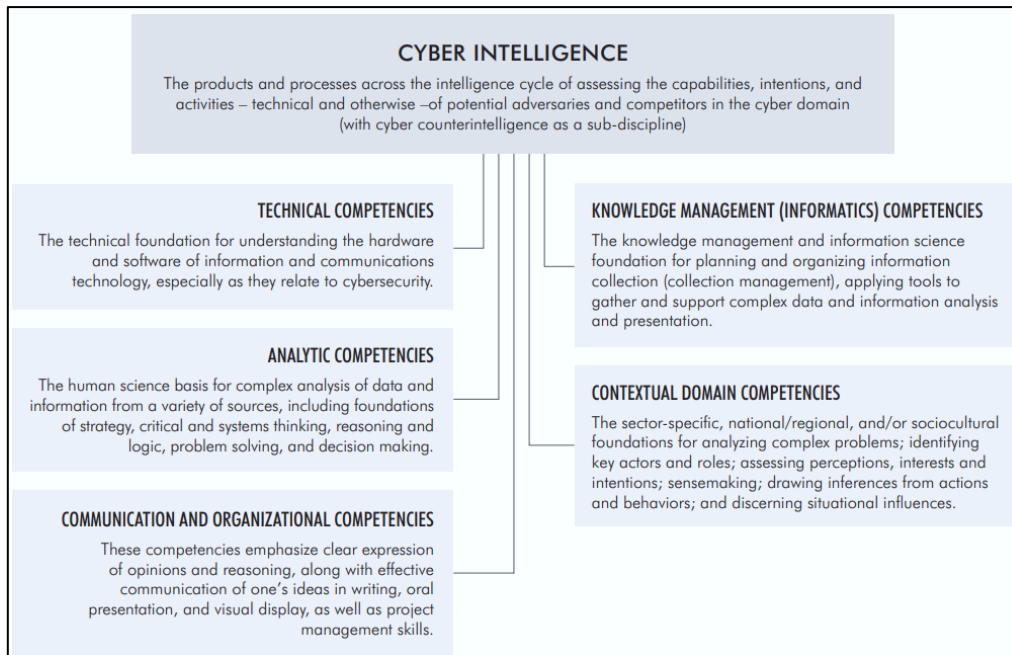 CYBER INTELLIGENCE
The products and processes across the intelligence cycle of assessing the capabilities, intentions, and
activities – technical and otherwise –of potential adversaries and competitors in the cyber domain
(with cyber counterintelligence as a sub-discipline)
TECHNICAL COMPETENCIES
The technical foundation for understanding the hardware
and software of information and communications
technology, especially as they relate to cybersecurity.
ANALYTIC COMPETENCIES
The human science basis for complex analysis of data and
information from a variety of sources, including foundations
of strategy, critical and systems thinking, reasoning and
logic, problem solving, and decision making.
COMMUNICATION AND ORGANIZATIONAL COMPETENCIES
These competencies emphasize clear expression
of opinions and reasoning, along with effective
communication of one’s ideas in writing, oral
presentation, and visual display, as well as project
management skills.
KNOWLEDGE MANAGEMENT (INFORMATICS) COMPETENCIES
The knowledge management and information science
foundation for planning and organizing information
collection (collection management), applying tools to
gather and support complex data and information analysis
and presentation.
CONTEXTUAL DOMAIN COMPETENCIES
The sector-specific, national/regional, and/or sociocultural
foundations for analyzing complex problems; identifying
key actors and roles; assessing perceptions, interests and
intentions; sensemaking; drawing inferences from actions
and behaviors; and discerning situational influences.